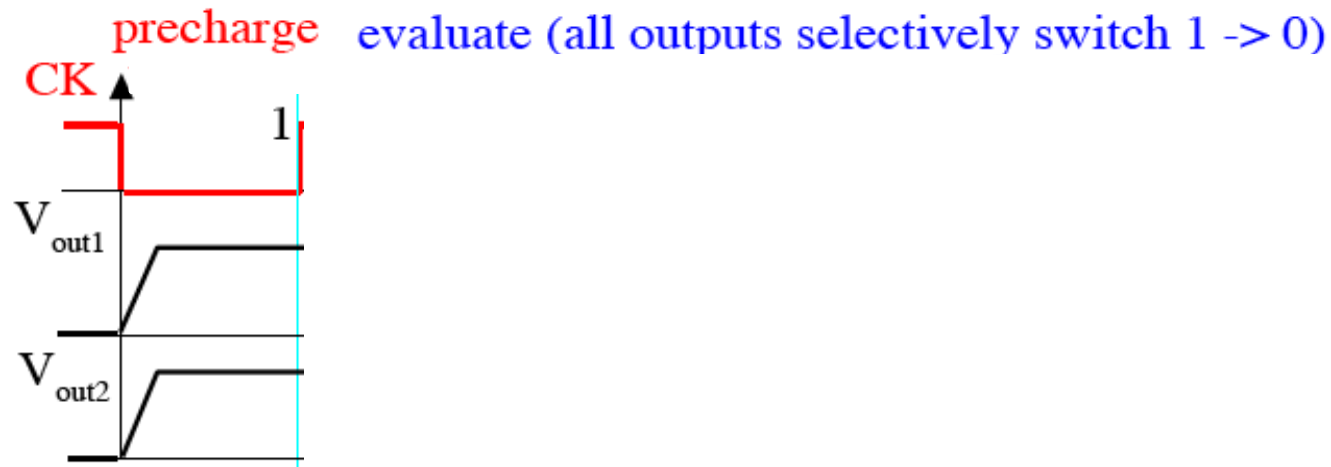 precharge evaluate (all outputs selectively switch 1 -> 0)
CK
1
Vout1
Vout2